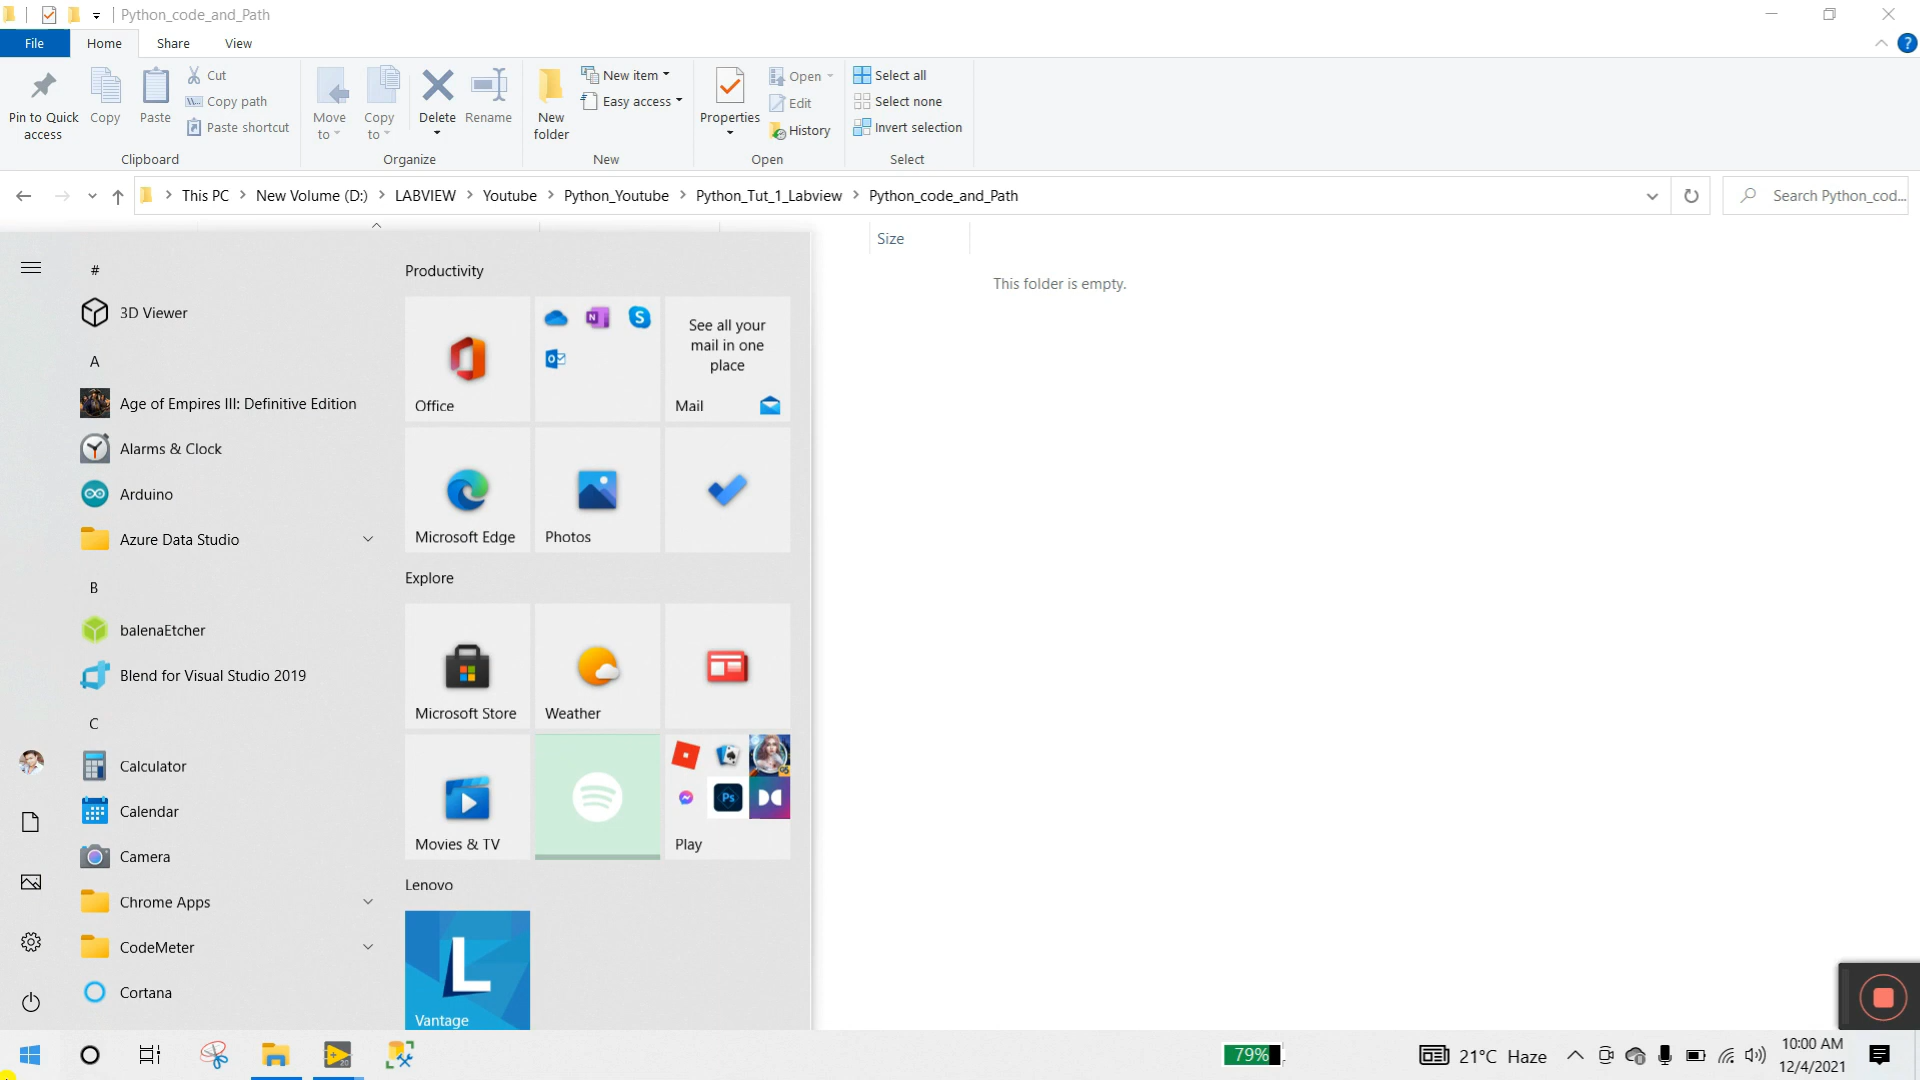 Python_code_and_Path
File
Home
Share
View
Pin to Quick access
Copy
Paste
Cut
Copy path
Paste shortcut
Clipboard
Move to
Copy to
Delete
Rename
Organize
New folder
New item
Easy access
New
Properties
Open
Edit
History
Open
Select all
Select none
Invert selection
Select
This PC
New Volume (D:)
LABVIEW
Youtube
Python_Youtube
Python_Tut_1_Labview
Python_code_and_Path
Search Python_cod...
Size
This folder is empty.
#
3D Viewer
A
Age of Empires III: Definitive Edition
Alarms & Clock
Arduino
Azure Data Studio
B
balenaEtcher
Blend for Visual Studio 2019
C
Calculator
Calendar
Camera
Chrome Apps
CodeMeter
Cortana
Productivity
Office
See all your
mail in one
place
Mail
Microsoft Edge
Photos
Explore
Microsoft Store
Weather
Movies & TV
Ps
Play
Lenovo
L
Vantage
79%
21°C Haze
10:00 AM
12/4/2021